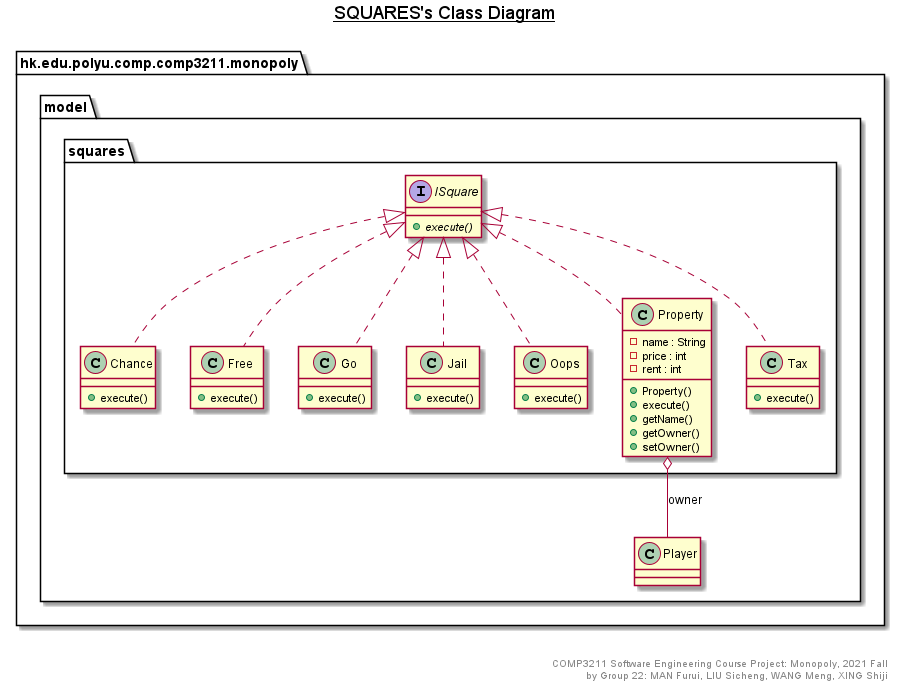 SQUARES's Class Diagram
hk.edu.polyu.comp.comp3211.monopoly
model
squares
I ISquare
execute()
C Chance
execute()
C Free
execute()
C Go
execute()
C Jail
execute()
C Oops
execute()
C Property
name : String
price : int
rent : int
Property()
execute()
getName()
getOwner()
setOwner()
C Tax
execute()
owner
C Player
COMP3211 Software Engineering Course Project: Monopoly, 2021 Fall
by Group 22: MAN Furui, LIU Sicheng, WANG Meng, XING Shiji